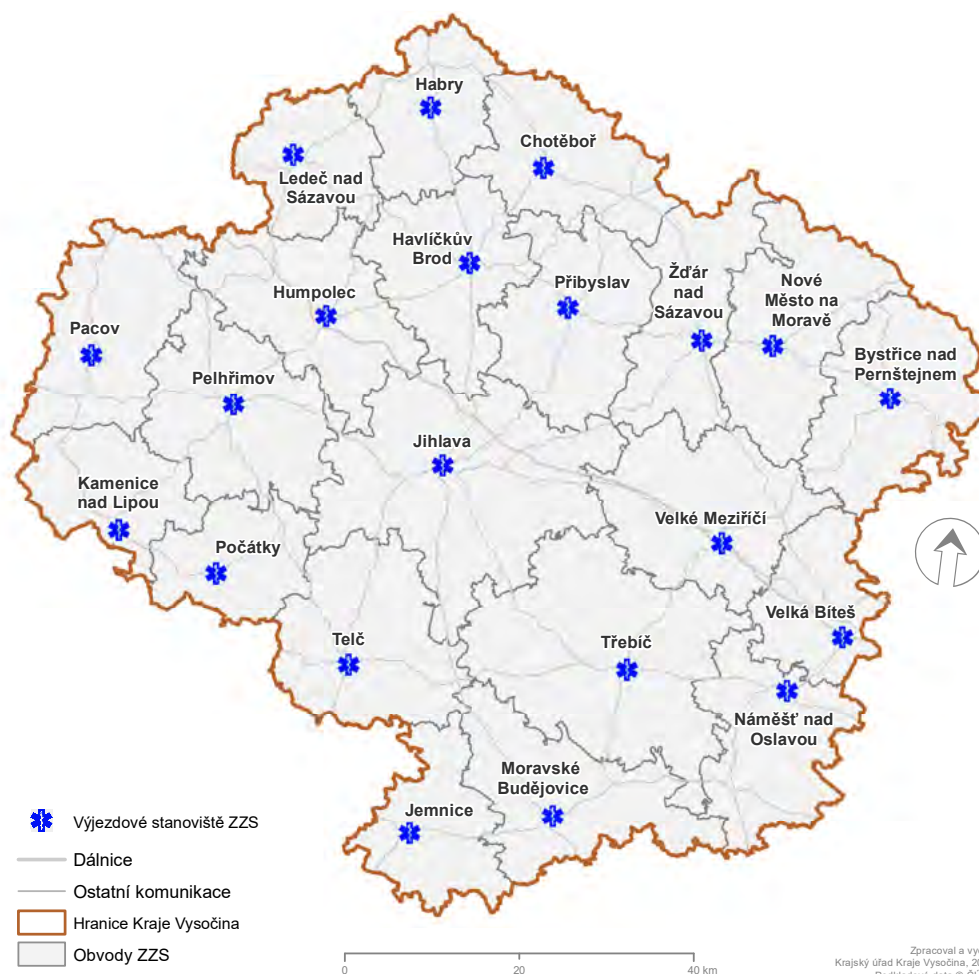 Habry
Chotěboř
Ledeč nad
Sázavou
Havlíčkův
Brod
Přibyslav
Žďár
nad
Sázavou
Nové
Město na
Moravě
Humpolec
Pacov
Bystřice nad
Pernštejnem
Pelhřimov
Jihlava
Kamenice
nad Lipou
Velké Meziříčí
Počátky
Velká Bíteš
Telč
Třebíč
Náměšť nad
Oslavou
Moravské
Budějovice
Jemnice
Výjezdové stanoviště ZZS
Dálnice
Ostatní komunikace
Hranice Kraje Vysočina
Obvody ZZS
0 20 40 km
Zpracoval a
Krajský úřad Kraje Vysočina,